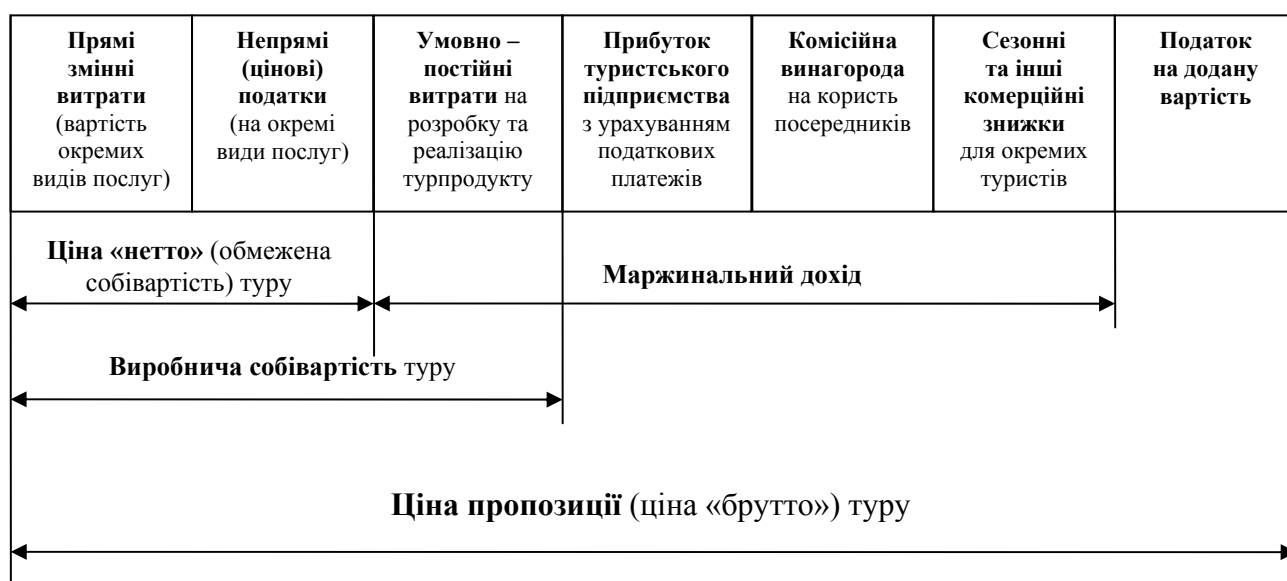 Прямі
змінні
витрати
(вартість
окремих
видів послуг)
Непрямі
(цінові)
податки
(на окремі
види послуг)
Умовно –
постійні
витрати на
розробку та
реалізацію
турпродукту
Прибуток
туристського
підприємства
з урахуванням
податкових
платежів
Комісійна
винагорода
на користь
посередників
Сезонні
та інші
комерційні
знижки
для окремих
туристів
Податок
на додану
вартість
Ціна «нетто» (обмежена
собівартість) туру
Маржинальний дохід
Виробнича собівартість туру
Ціна пропозиції (ціна «брутто») туру